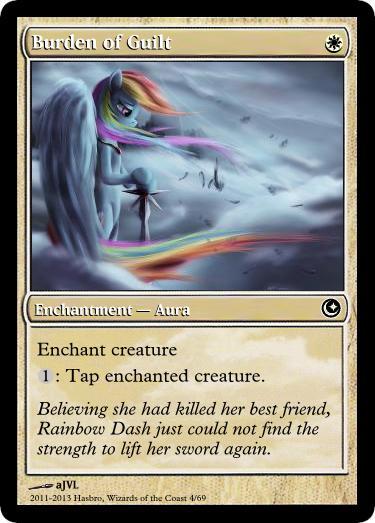 Burden of Guilt
Enchantment — Aura
Enchant creature
1: Tap enchanted creature.
Believing she had killed her best friend,
Rainbow Dash just could not find the
strength to lift her sword again.
aJVL
2011-2013 Hasbro, Wizards of the Coast 4/69